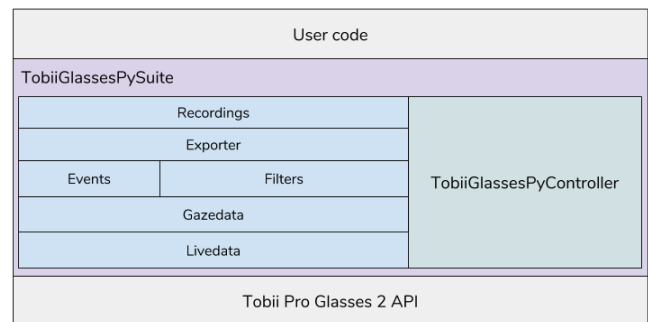 User code
TobiiGlassesPySuite
Recordings
Exporter
Events
Filters
Gazedata
Livedata
TobiiGlassesPyController
Tobii Pro Glasses 2 API